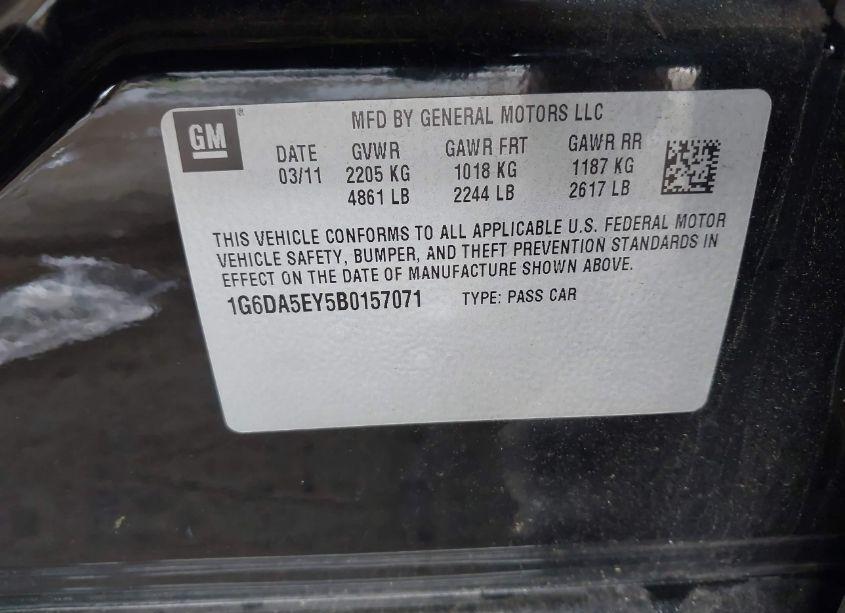 GM®
MFD BY GENERAL MOTORS LLC
DATE GVWR GAWR FRT GAWR RR
03/11 2205 KG 1018 KG 1187 KG
4861 LB 2244 LB 2617 LB
THIS VEHICLE CONFORMS TO ALL APPLICABLE U.S. FEDERAL MOTOR
VEHICLE SAFETY, BUMPER, AND THEFT PREVENTION STANDARDS IN
EFFECT ON THE DATE OF MANUFACTURE SHOWN ABOVE.
1G6DA5EY5B0157071 TYPE: PASS CAR